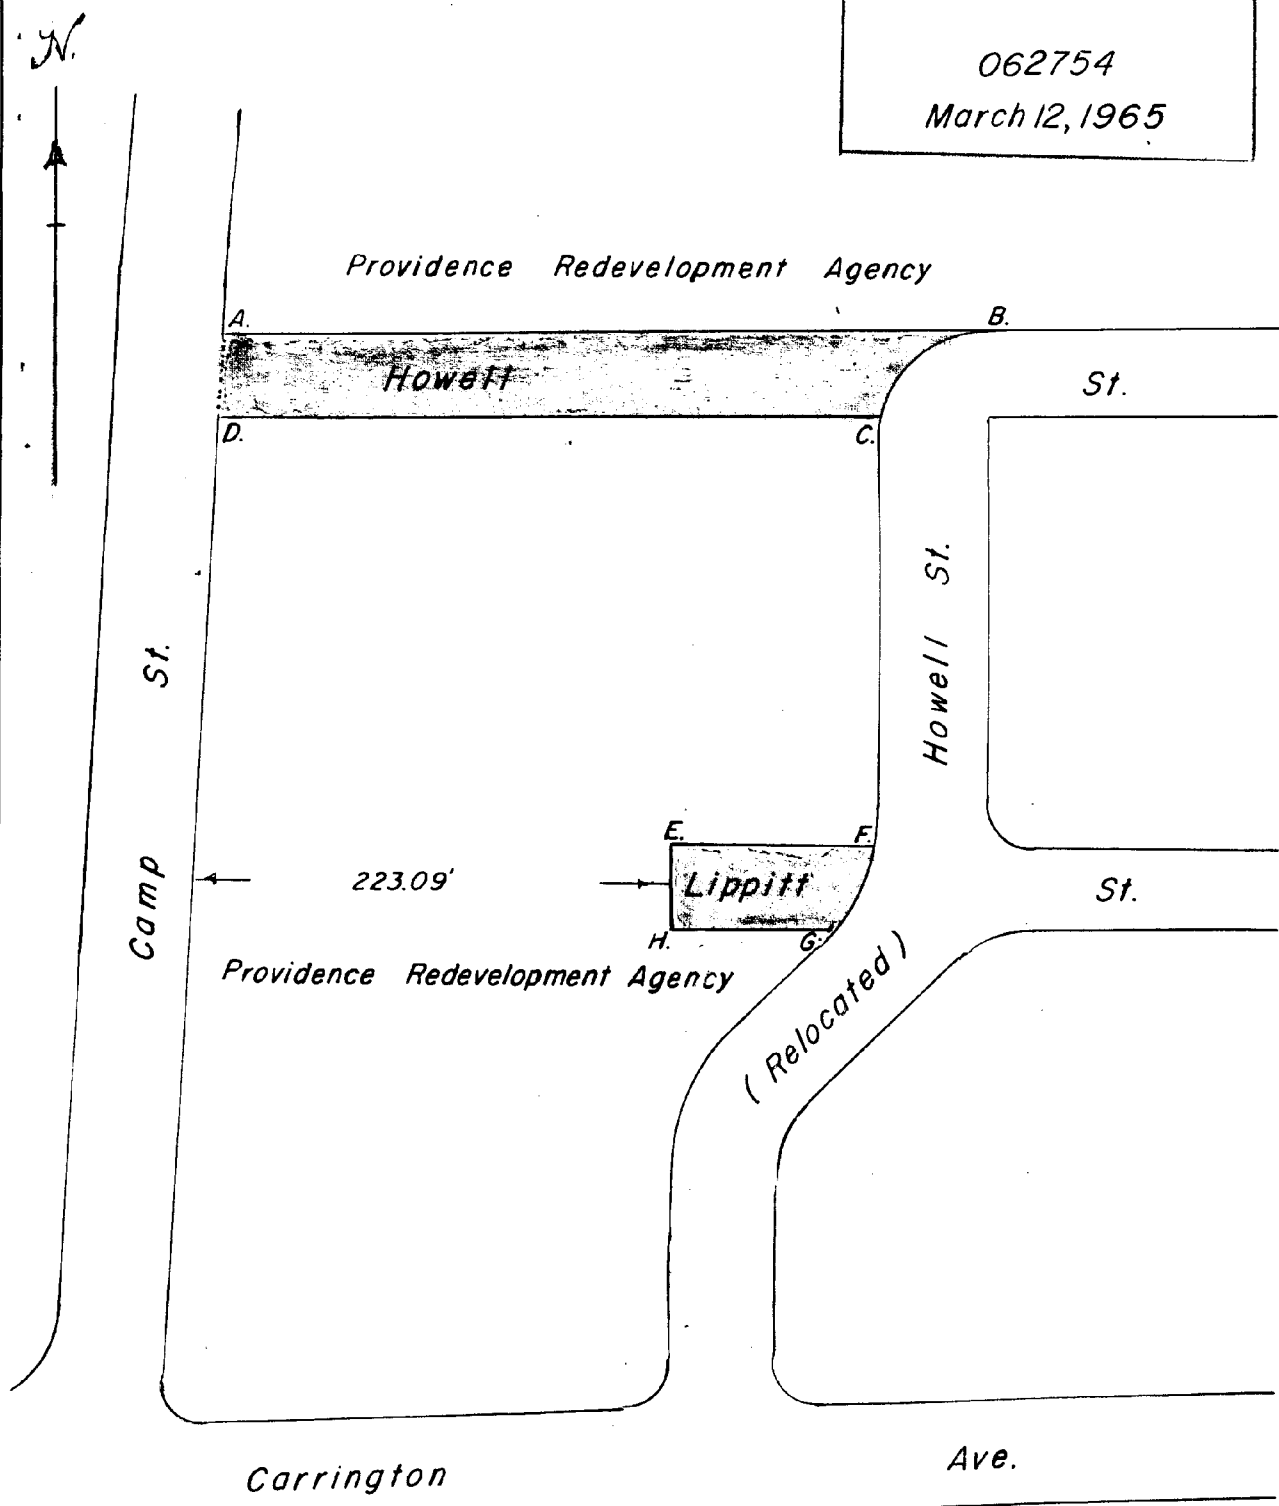 N.
062754
March 12, 1965
Providence Redevelopment Agency
A.
B.
Howell St.
D.
C.
Howell St.
Camp St.
E.
F.
223.09'
Lippitt St.
H.
G.
Providence Redevelopment Agency
(Relocated)
Carrington Ave.